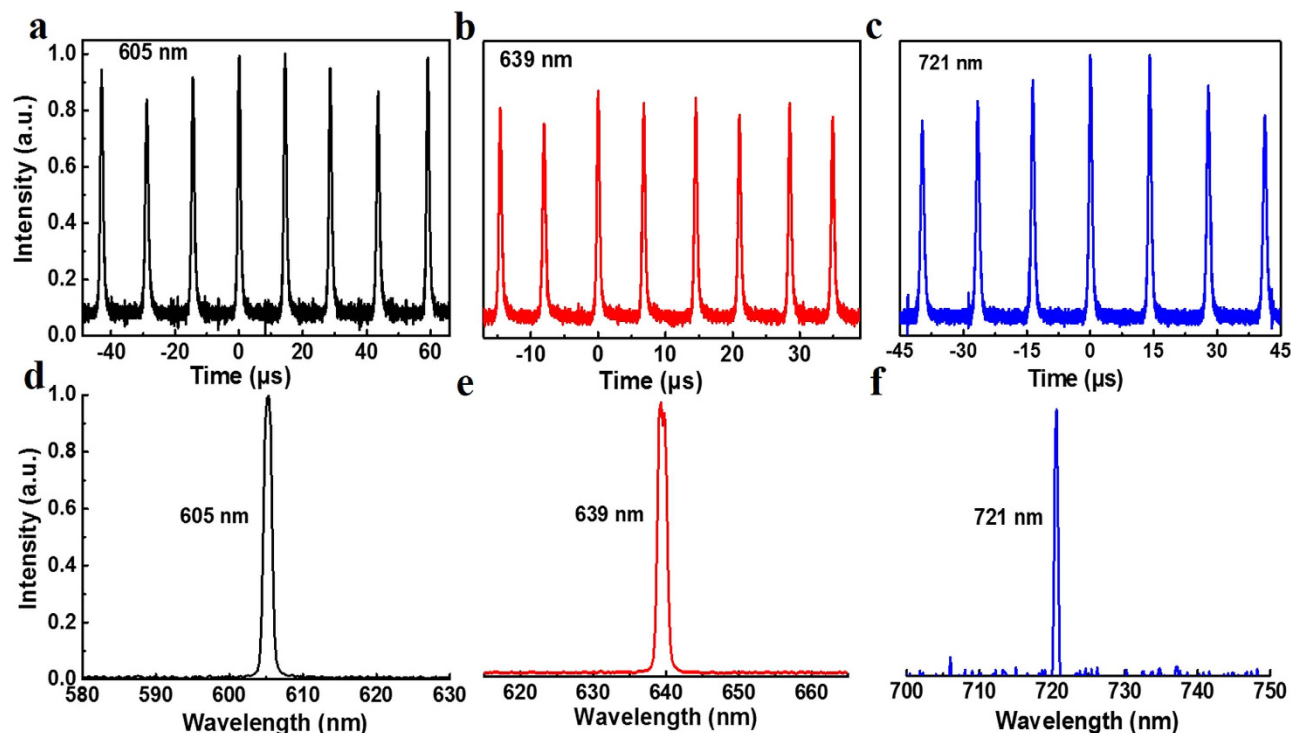 a
b
c
605 nm
639 nm
721 nm
Intensity (a.u.)
1.0
0.8
0.6
0.4
0.2
0.0
-40 -20 0 20 40 60
-10 0 10 20 30
-45 -30 -15 0 15 30 45
Time (µs)
Time (µs)
Time (µs)
d
e
f
605 nm
639 nm
721 nm
Intensity (a.u.)
1.0
0.8
0.6
0.4
0.2
0.0
580 590 600 610 620 630
620 630 640 650 660
700 710 720 730 740 750
Wavelength (nm)
Wavelength (nm)
Wavelength (nm)